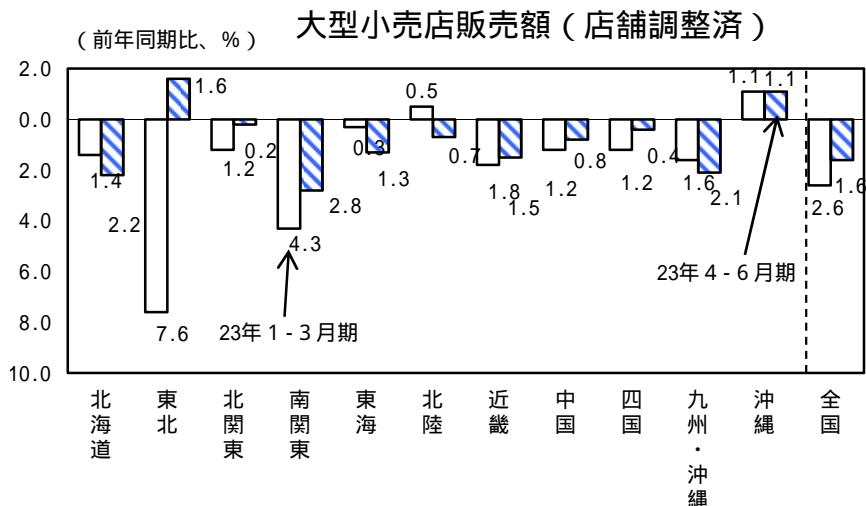 大型小売店販売額（店舗調整済）
（前年同期比、％）
2.0
0.0
2.0
4.0
6.0
8.0
10.0
1.4
2.2
7.6
1.6
1.2
0.2
4.3
2.8
0.3
1.3
0.5
0.7
1.8
1.5
1.2
0.8
1.2
0.4
1.6
2.1
1.1
1.1
2.6
1.6
23年1-3月期
23年4-6月期
北海道
東北
北関東
南関東
東海
北陸
近畿
中国
四国
九州・沖縄
沖縄
全国